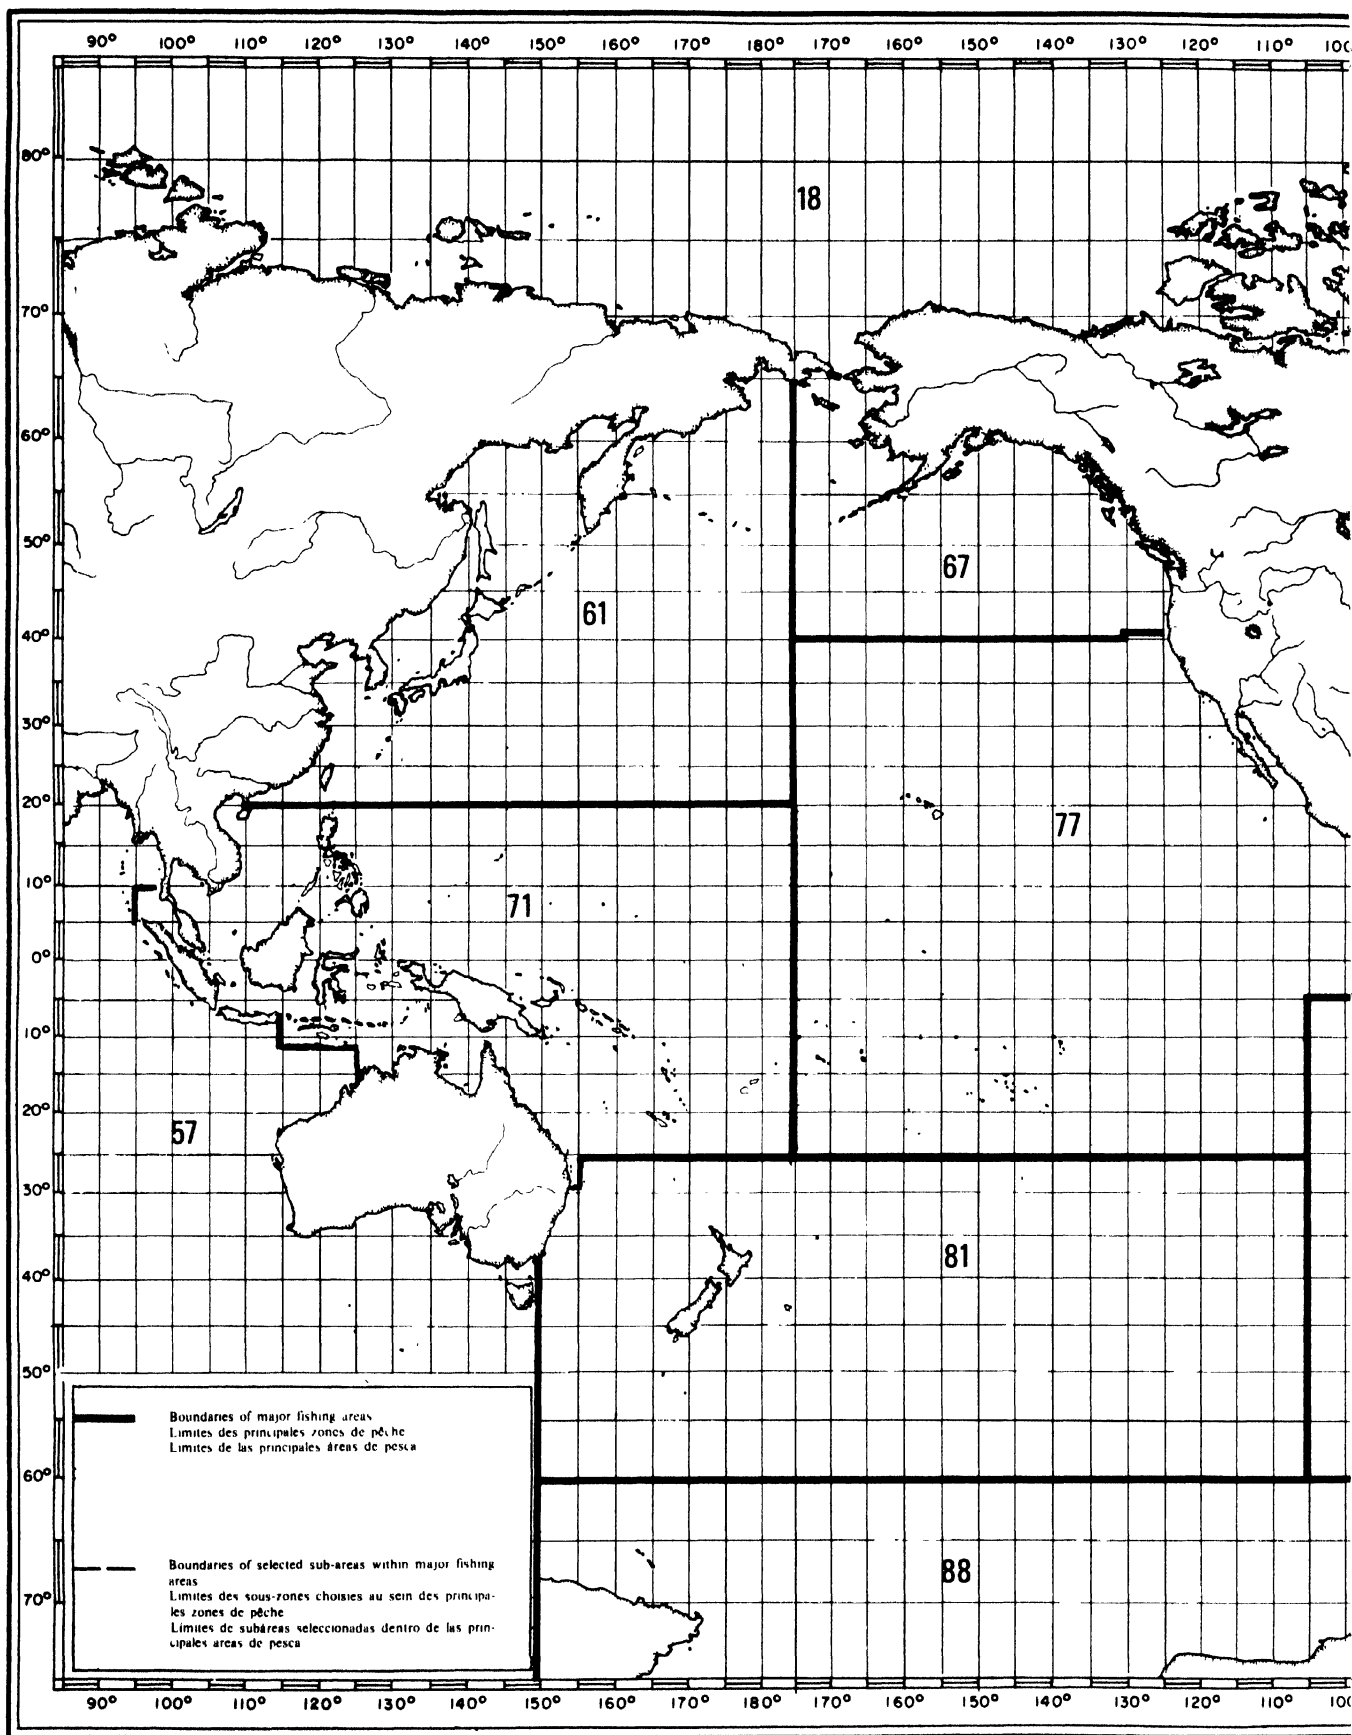 90° 100° 110° 120° 130° 140° 150° 160° 170° 180° 170° 160° 150° 140° 130° 120° 110° 100
80°
18
70°
60°
50°
67
61
40°
30°
20°
77
10°
71
0°
10°
20°
57
30°
81
40°
50°
Boundaries of major fishing areas
Limites des principales zones de pêche
Límites de las principales áreas de pesca
60°
Boundaries of selected sub-areas within major fishing
areas
Limites des sous-zones choisies au sein des principa-
les zones de pêche
Límites de subáreas seleccionadas dentro de las prin-
cipales areas de pesca
88
70°
90° 100° 110° 120° 130° 140° 150° 160° 170° 180° 170° 160° 150° 140° 130° 120° 110° 100